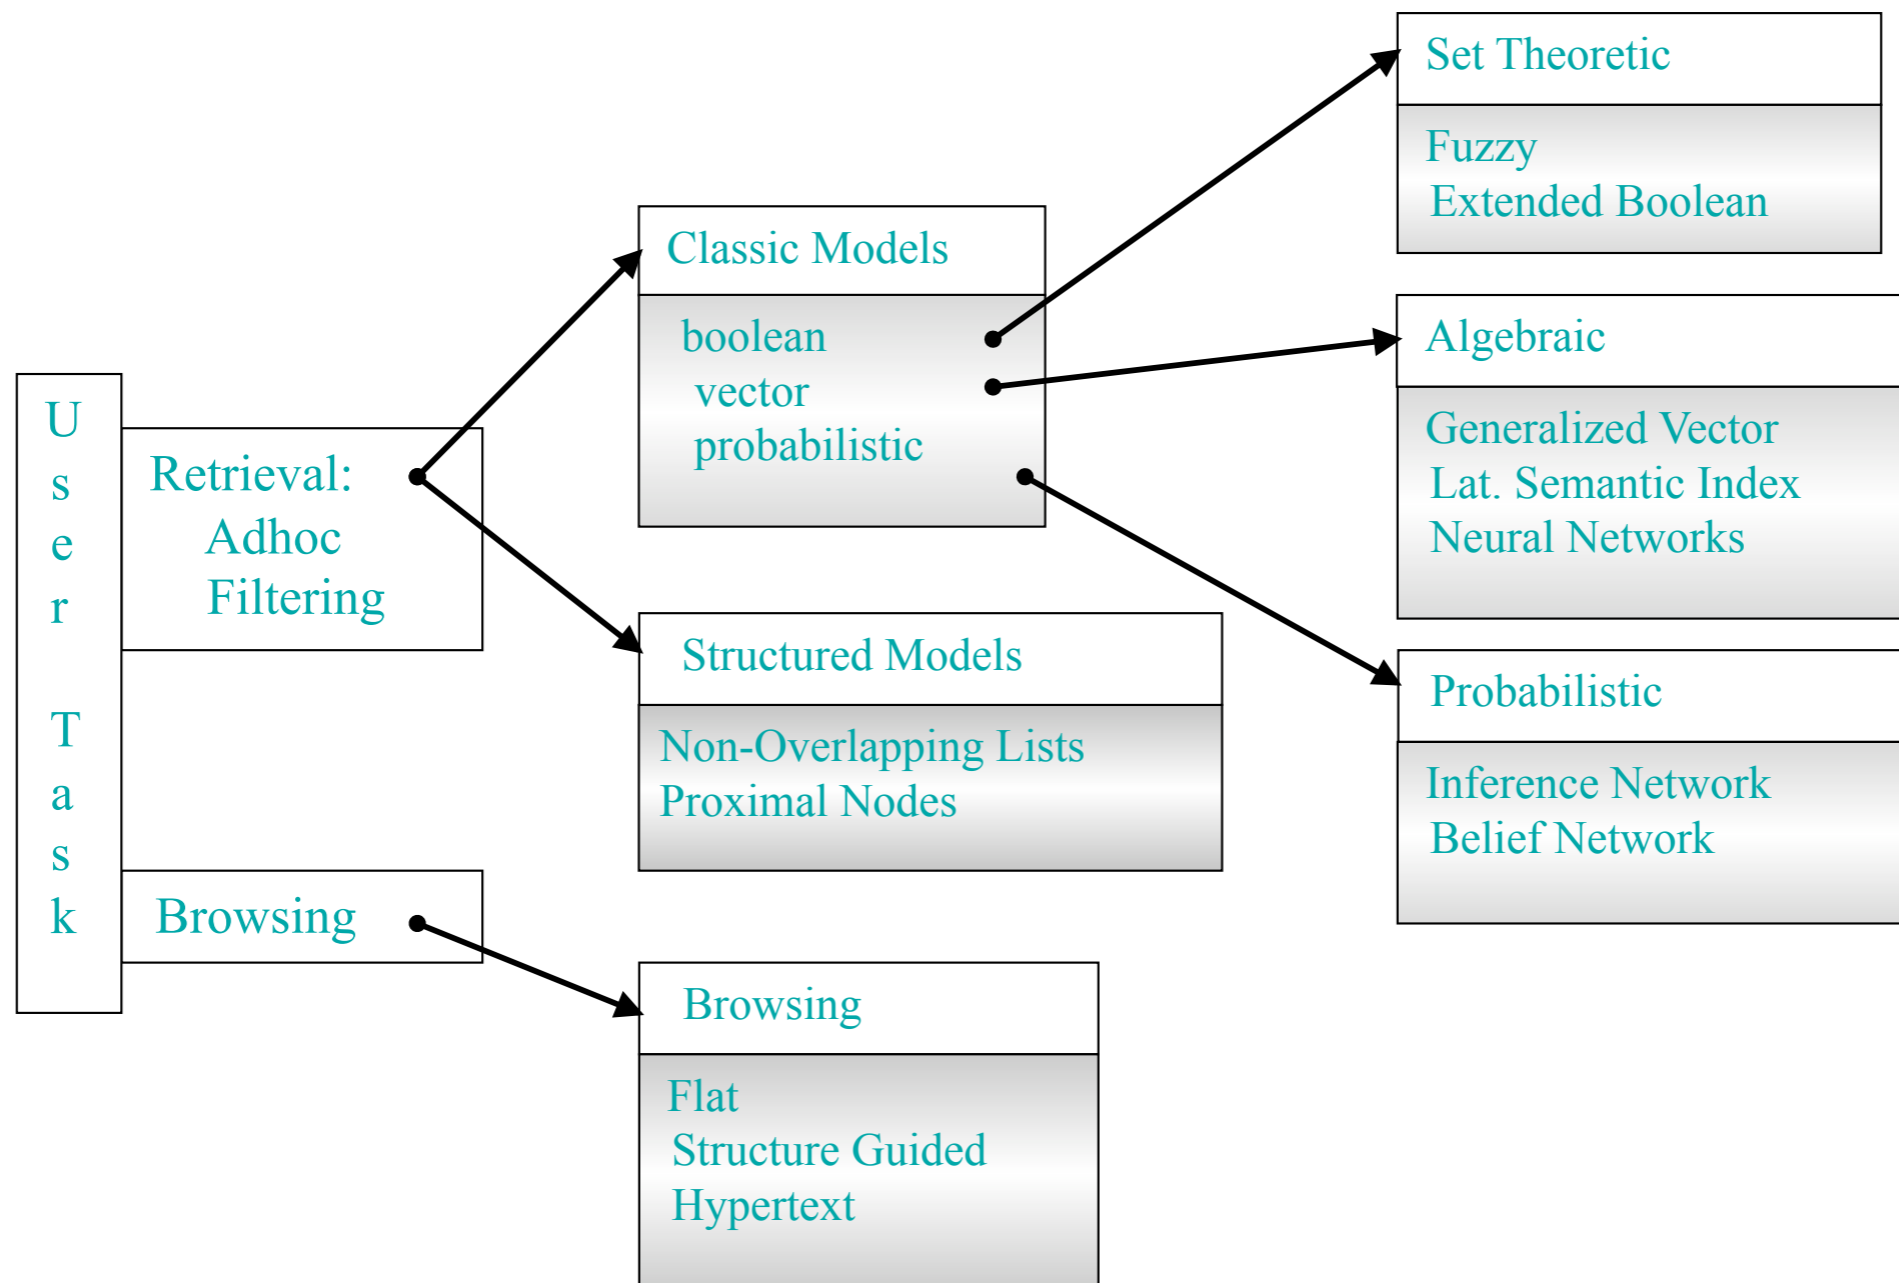 User Task
Retrieval:
Adhoc
Filtering
Browsing
Classic Models
boolean
vector
probabilistic
Structured Models
Non-Overlapping Lists
Proximal Nodes
Browsing
Flat
Structure Guided
Hypertext
Set Theoretic
Fuzzy
Extended Boolean
Algebraic
Generalized Vector
Lat. Semantic Index
Neural Networks
Probabilistic
Inference Network
Belief Network